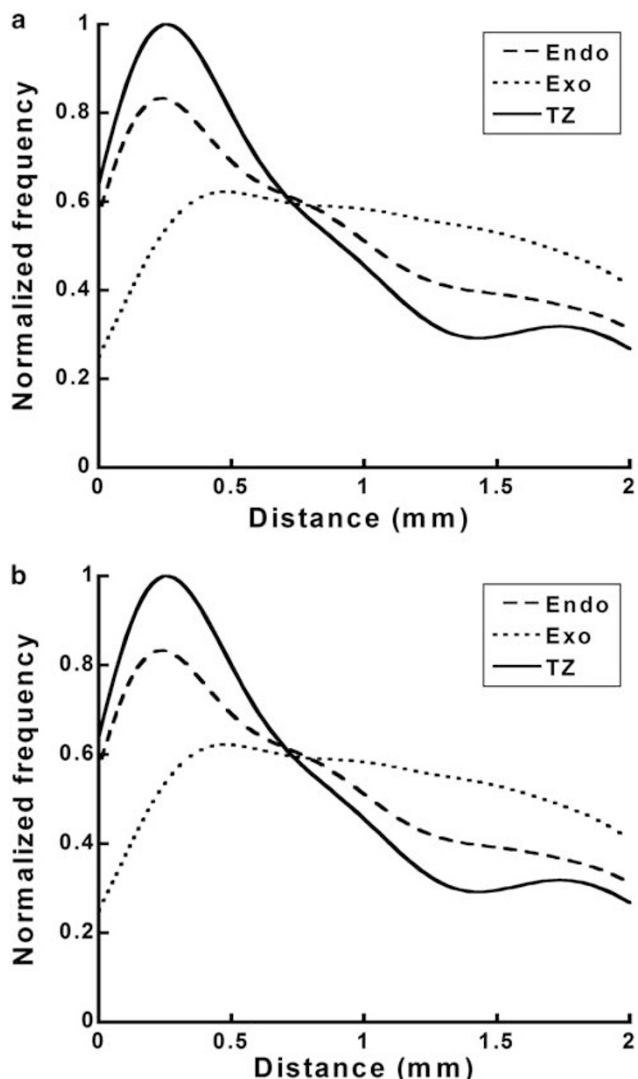 a
Normalized frequency
1
0.8
0.6
0.4
0.2
0
Endo
Exo
TZ
0 0.5 1 1.5 2
Distance (mm)
b
Normalized frequency
1
0.8
0.6
0.4
0.2
0
Endo
Exo
TZ
0 0.5 1 1.5 2
Distance (mm)